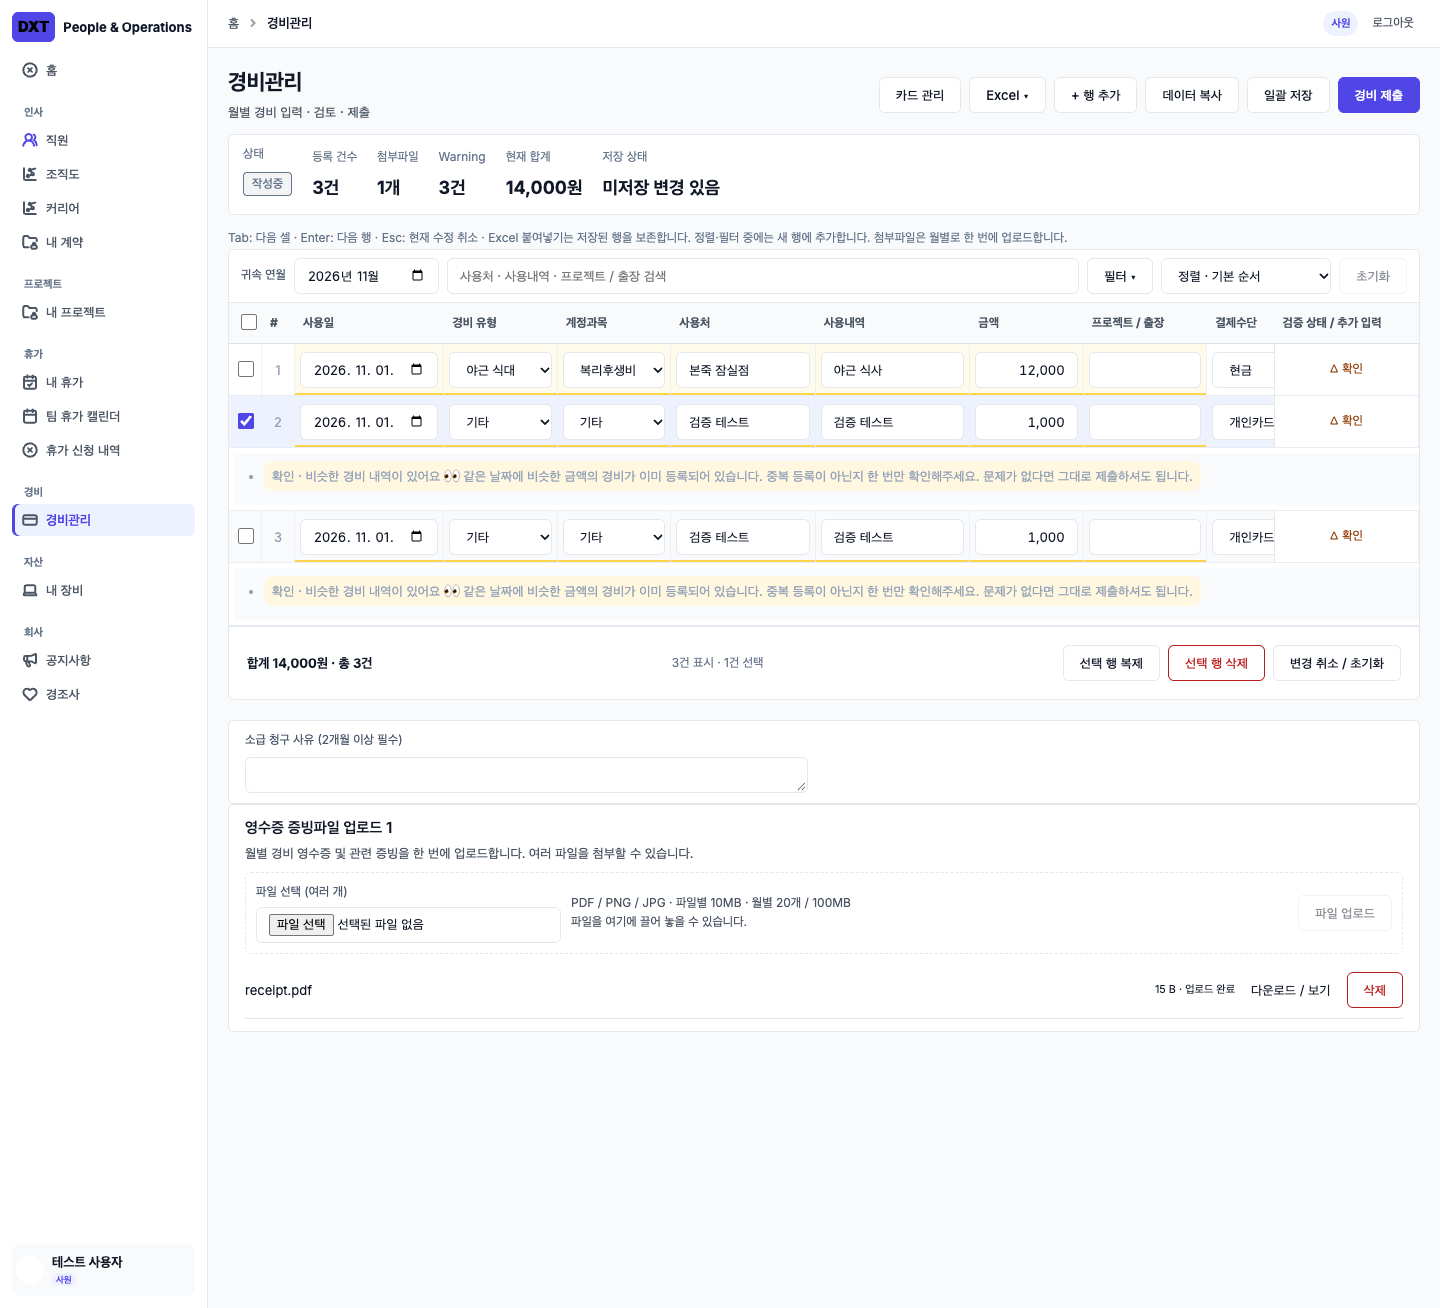 DXT People & Operations
홈
인사
직원
조직도
커리어
내 계약
프로젝트
내 프로젝트
휴가
내 휴가
팀 휴가 캘린더
휴가 신청 내역
경비
경비관리
자산
내 장비
회사
공지사항
경조사
테스트 사용자
사원
홈 > 경비관리
사원 로그아웃
경비관리
월별 경비 입력 · 검토 · 제출
카드 관리 Excel ▾ + 행 추가 데이터 복사 일괄 저장 경비 제출
상태 등록 건수 첨부파일 Warning 현재 합계 저장 상태
작성중 3건 1개 3건 14,000원 미저장 변경 있음
Tab: 다음 셀 · Enter: 다음 행 · Esc: 현재 수정 취소 · Excel 붙여넣기는 저장된 행을 보존합니다. 정렬·필터 중에는 새 행에 추가합니다. 첨부파일은 월별로 한 번에 업로드합니다.
귀속 연월 2026년 11월 사용처 · 사용내역 · 프로젝트 / 출장 검색 필터 ▾ 정렬 · 기본 순서 초기화
# 사용일 경비 유형 계정과목 사용처 사용내역 금액 프로젝트 / 출장 결제수단 검증 상태 / 추가 입력
1 2026. 11. 01. 야근 식대 복리후생비 본죽 잠실점 야근 식사 12,000 현금 △ 확인
2 2026. 11. 01. 기타 기타 검증 테스트 검증 테스트 1,000 개인카드 △ 확인
• 확인 · 비슷한 경비 내역이 있어요 👀 같은 날짜에 비슷한 금액의 경비가 이미 등록되어 있습니다. 중복 등록이 아닌지 한 번만 확인해주세요. 문제가 없다면 그대로 제출하셔도 됩니다.
3 2026. 11. 01. 기타 기타 검증 테스트 검증 테스트 1,000 개인카드 △ 확인
• 확인 · 비슷한 경비 내역이 있어요 👀 같은 날짜에 비슷한 금액의 경비가 이미 등록되어 있습니다. 중복 등록이 아닌지 한 번만 확인해주세요. 문제가 없다면 그대로 제출하셔도 됩니다.
합계 14,000원 · 총 3건 3건 표시 · 1건 선택 선택 행 복제 선택 행 삭제 변경 취소 / 초기화
소급 청구 사유 (2개월 이상 필수)
영수증 증빙파일 업로드 1
월별 경비 영수증 및 관련 증빙을 한 번에 업로드합니다. 여러 파일을 첨부할 수 있습니다.
파일 선택 (여러 개)
파일 선택 선택된 파일 없음
PDF / PNG / JPG · 파일별 10MB · 월별 20개 / 100MB
파일을 여기에 끌어 놓을 수 있습니다.
파일 업로드
receipt.pdf 15 B · 업로드 완료 다운로드 / 보기 삭제